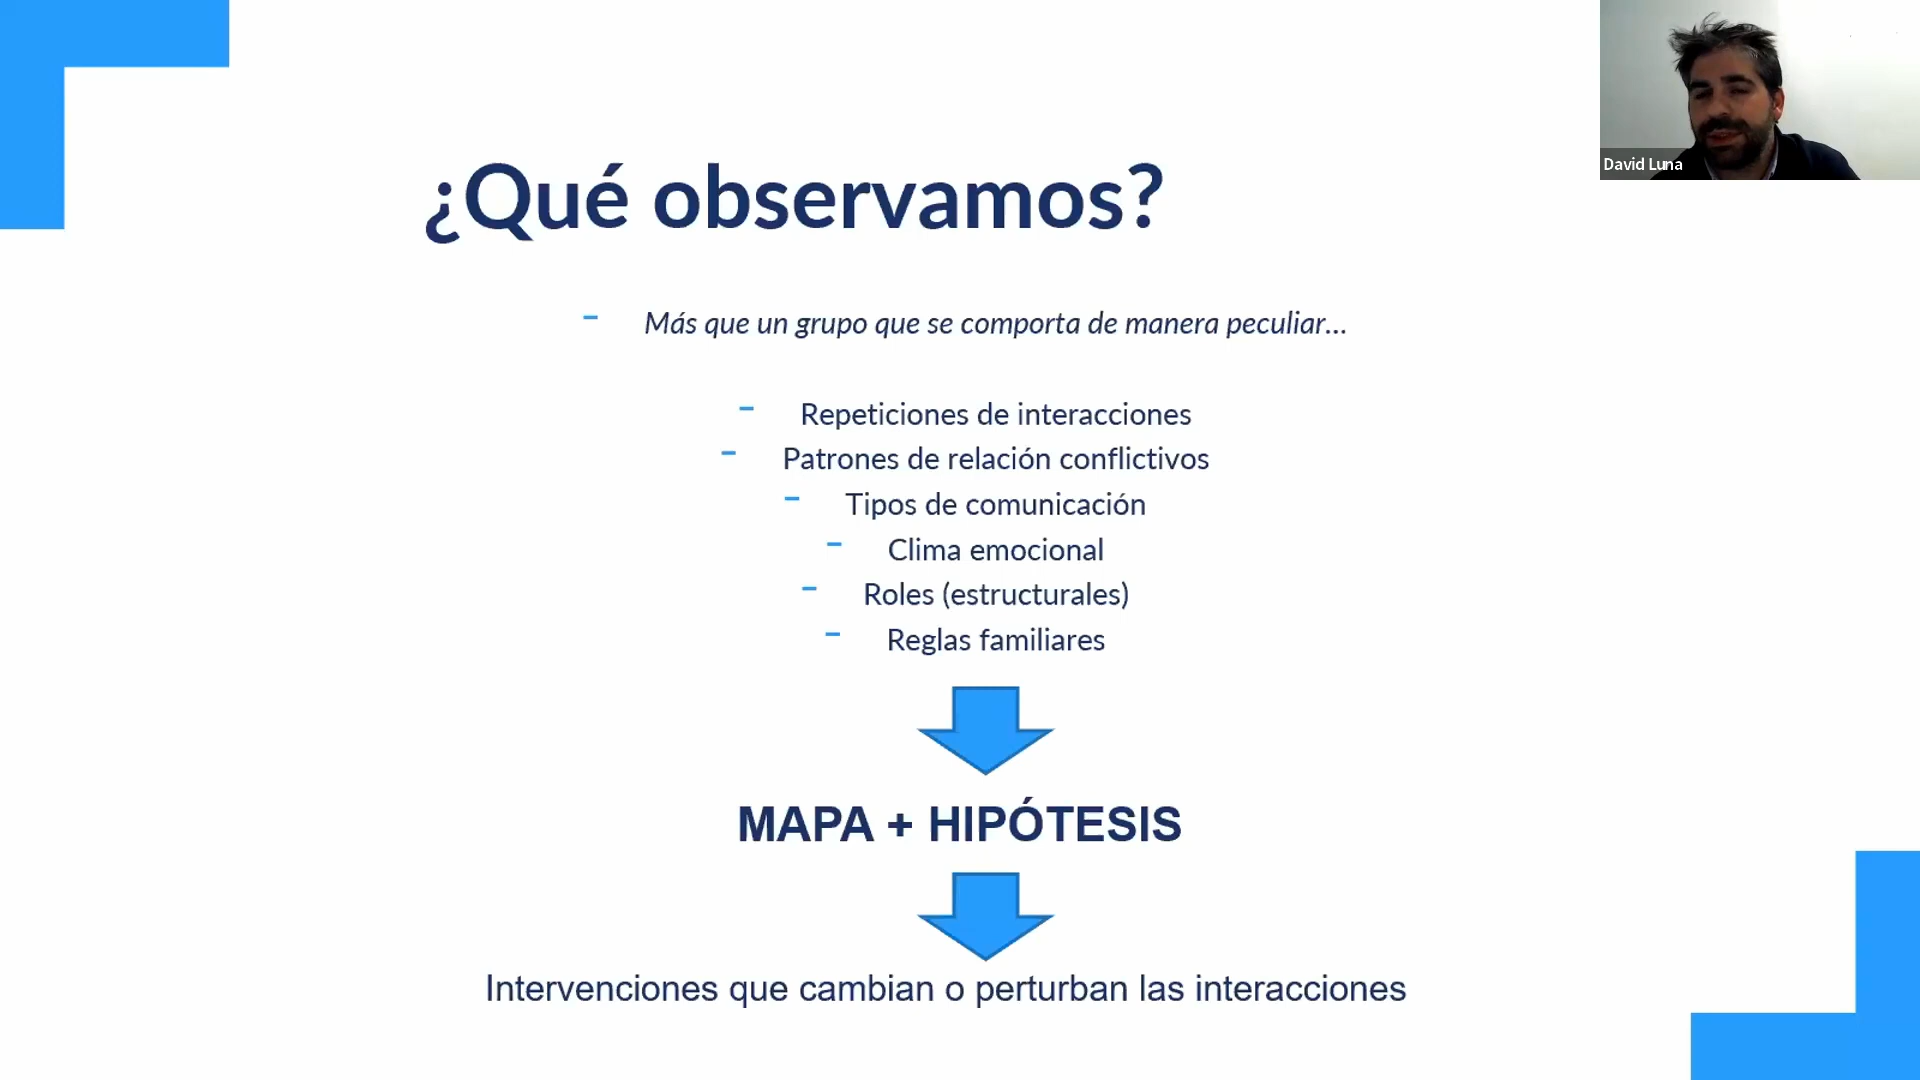 David Luna
¿Qué observamos?
- Más que un grupo que se comporta de manera peculiar...
- Repeticiones de interacciones
- Patrones de relación conflictivos
- Tipos de comunicación
- Clima emocional
- Roles (estructurales)
- Reglas familiares
MAPA + HIPÓTESIS
Intervenciones que cambian o perturban las interacciones